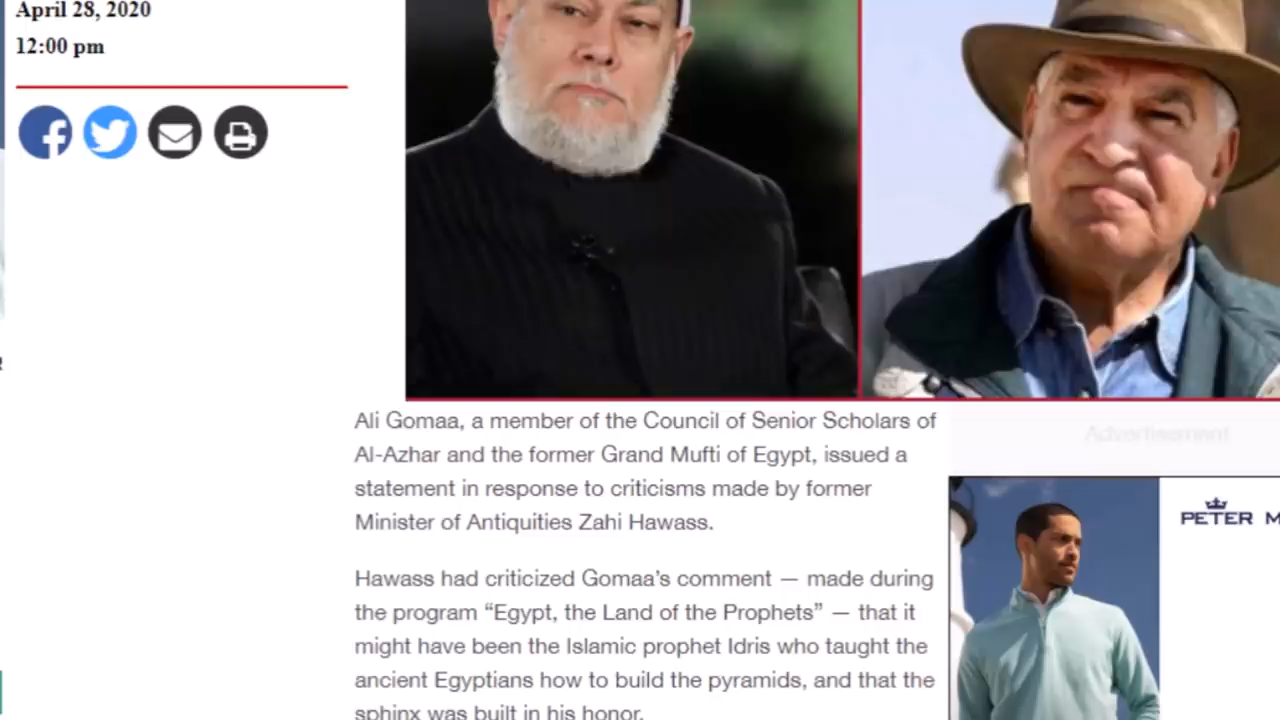 April 28, 2020
12:00 pm
Ali Gomaa, a member of the Council of Senior Scholars of
Al-Azhar and the former Grand Mufti of Egypt, issued a
statement in response to criticisms made by former
Minister of Antiquities Zahi Hawass.
Hawass had criticized Gomaa’s comment — made during
the program “Egypt, the Land of the Prophets” — that it
might have been the Islamic prophet Idris who taught the
ancient Egyptians how to build the pyramids, and that the
sphinx was built in his honor.
Advertisement
PETER M